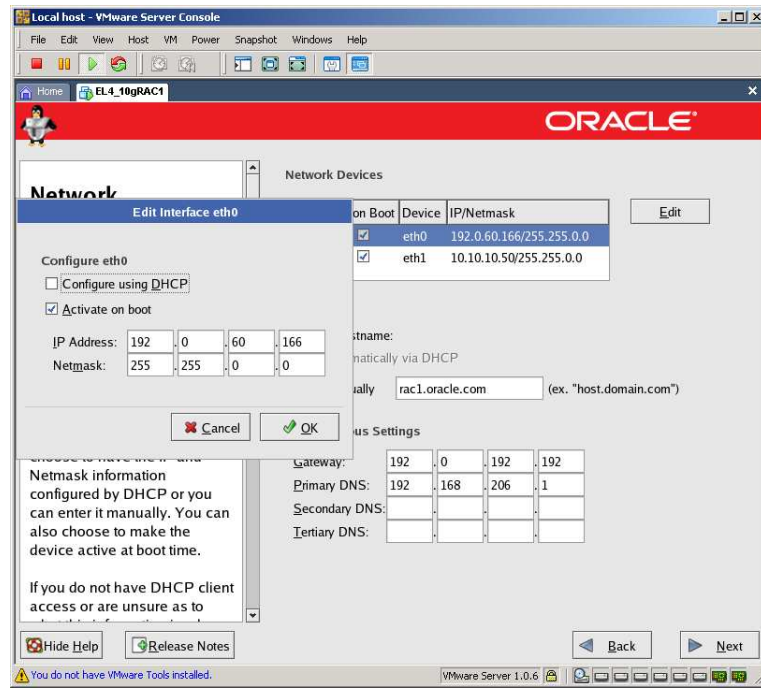 Local host - VMware Server Console
File Edit View Host VM Power Snapshot Windows Help
Home EL4_10gRAC1
ORACLE
Network
Network Devices
on Boot Device IP/Netmask
eth0 192.0.60.166/255.255.0.0
eth1 10.10.10.50/255.255.0.0
Edit
Edit Interface eth0
Configure eth0
Configure using DHCP
Activate on boot
IP Address: 192 . 0 . 60 . 166
Netmask: 255 . 255 . 0 . 0
Cancel OK
stname:
matically via DHCP
ually rac1.oracle.com (ex. "host.domain.com")
ous Settings
Gateway: 192 . 0 . 192 . 192
Primary DNS: 192 . 168 . 206 . 1
Secondary DNS: . . .
Tertiary DNS: . . .
choose to have the IP and
Netmask information
configured by DHCP or you
can enter it manually. You can
also choose to make the
device active at boot time.
If you do not have DHCP client
access or are unsure as to
Hide Help Release Notes Back Next
You do not have VMware Tools installed. VMware Server 1.0.6